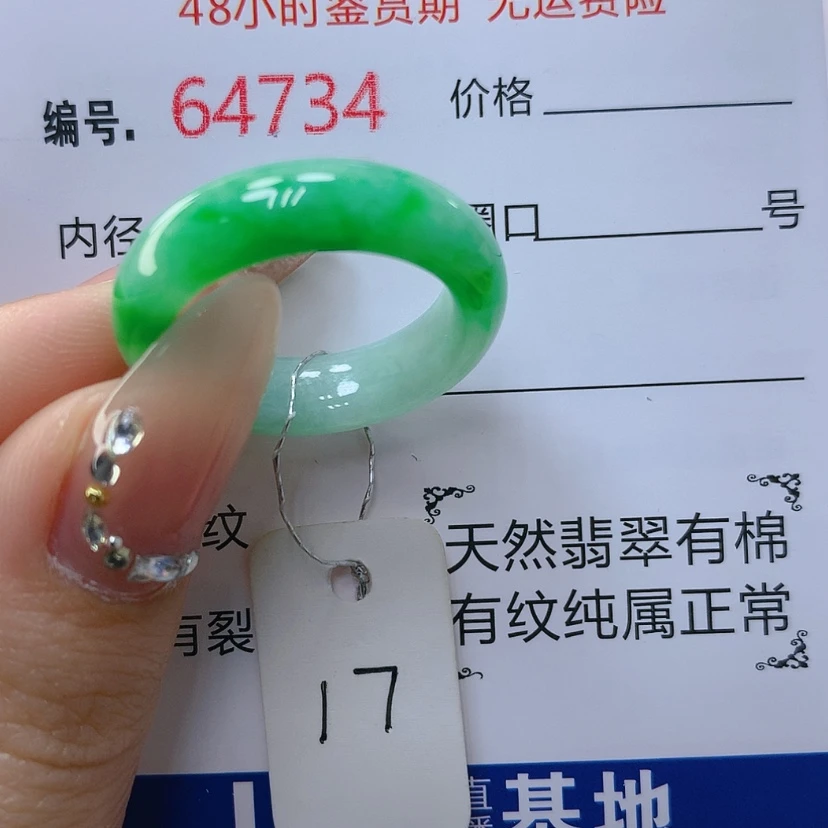 48小时鉴赏期 无运费险
编号. 64734 价格
内径 圈口 号
纹 天然翡翠有棉
有裂 有纹纯属正常
17
直播基地